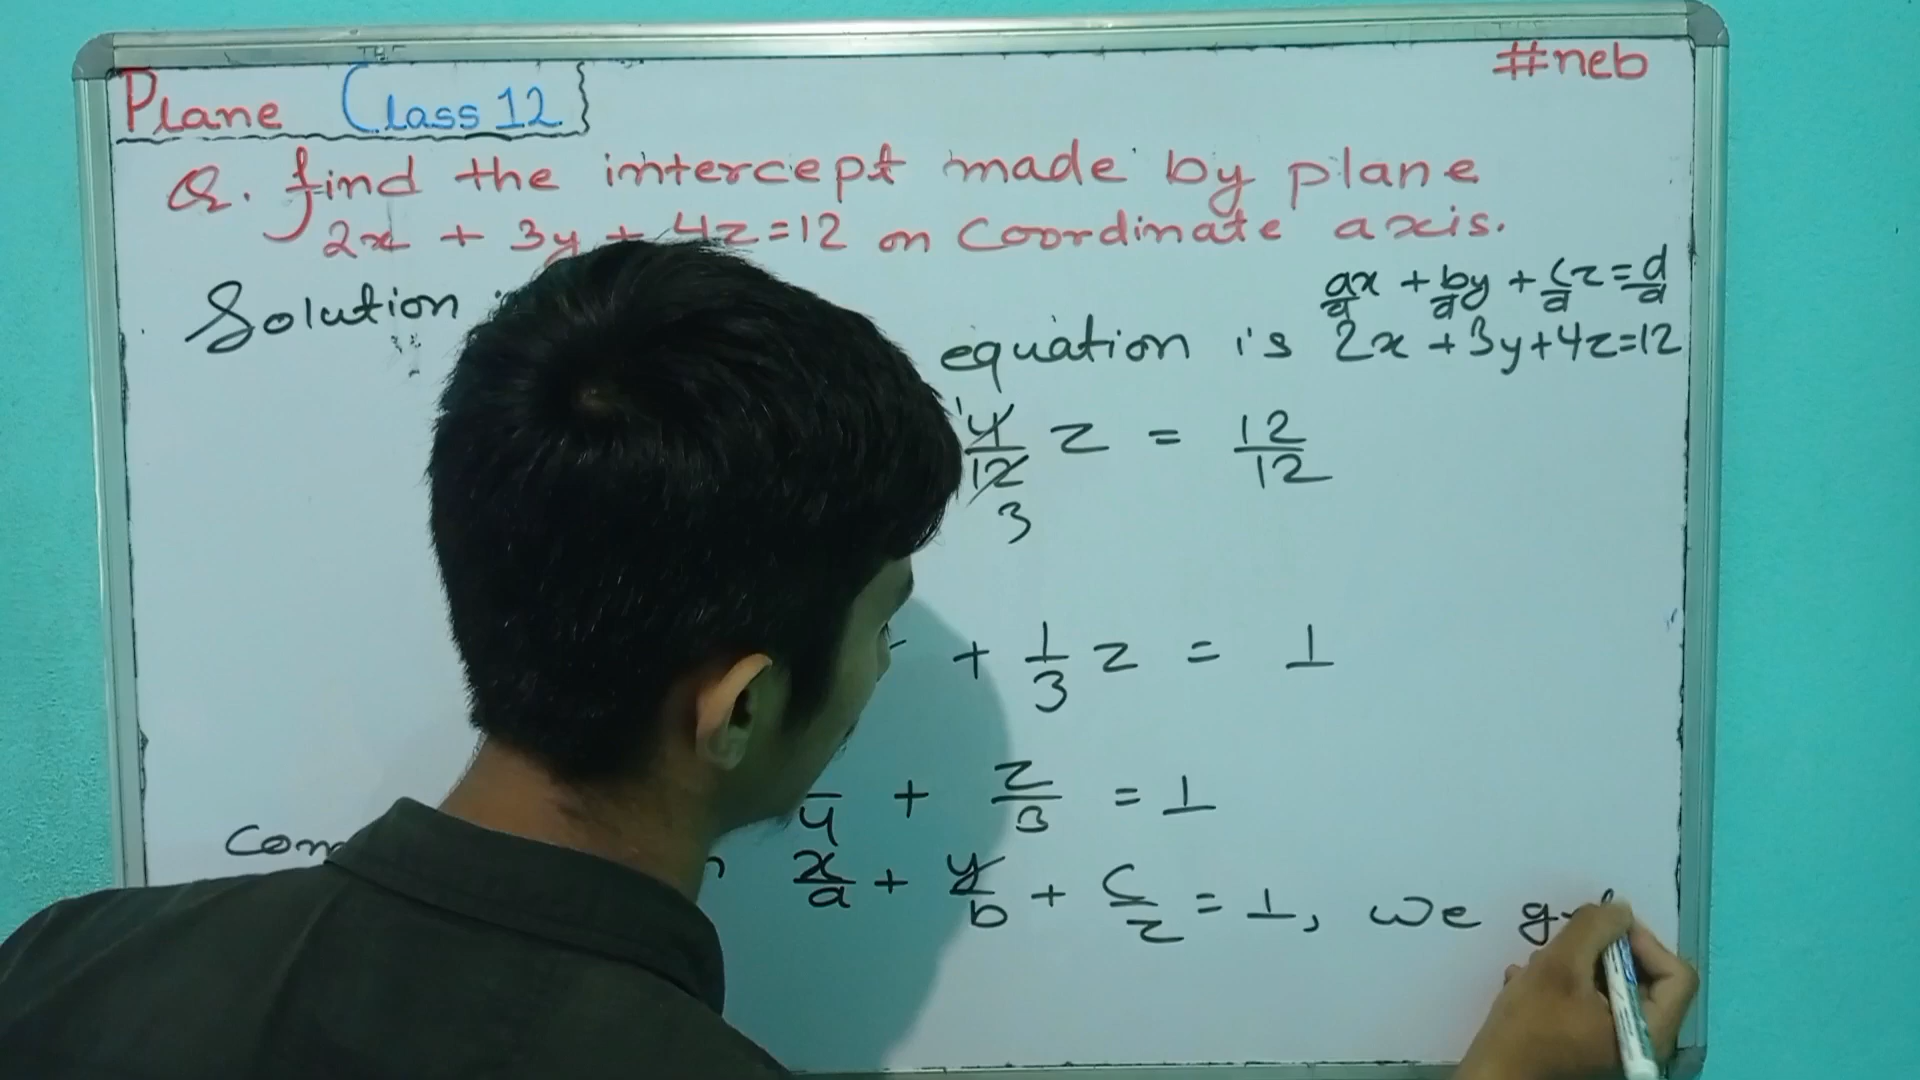 Plane Class 12
#neb
Q. find the intercept made by plane
2x + 3y + 4z=12 on coordinate axis.
Solution
ax/d + by/d + cz/d = d/d
equation is 2x +3y+4z=12
4/12 z = 12/12
3
+ 1/3 z = 1
4 + z/3 = 1
x/a + y/b + c/z = 1, we